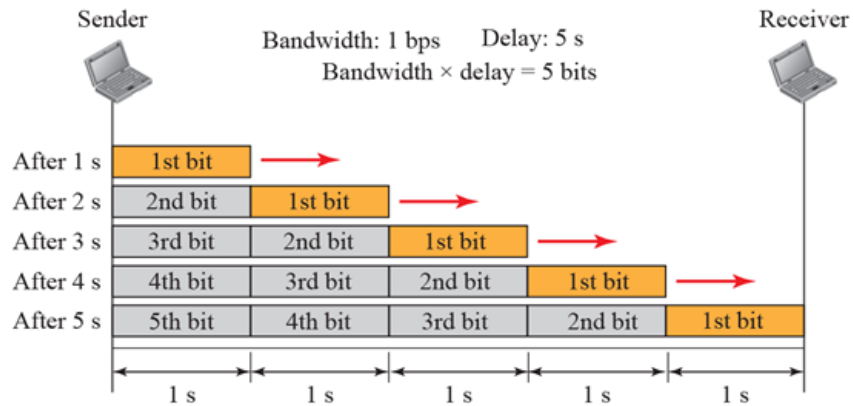 Sender
Receiver
Bandwidth: 1 bps Delay: 5 s
Bandwidth × delay = 5 bits
After 1 s 1st bit
After 2 s 2nd bit 1st bit
After 3 s 3rd bit 2nd bit 1st bit
After 4 s 4th bit 3rd bit 2nd bit 1st bit
After 5 s 5th bit 4th bit 3rd bit 2nd bit 1st bit
1 s 1 s 1 s 1 s 1 s